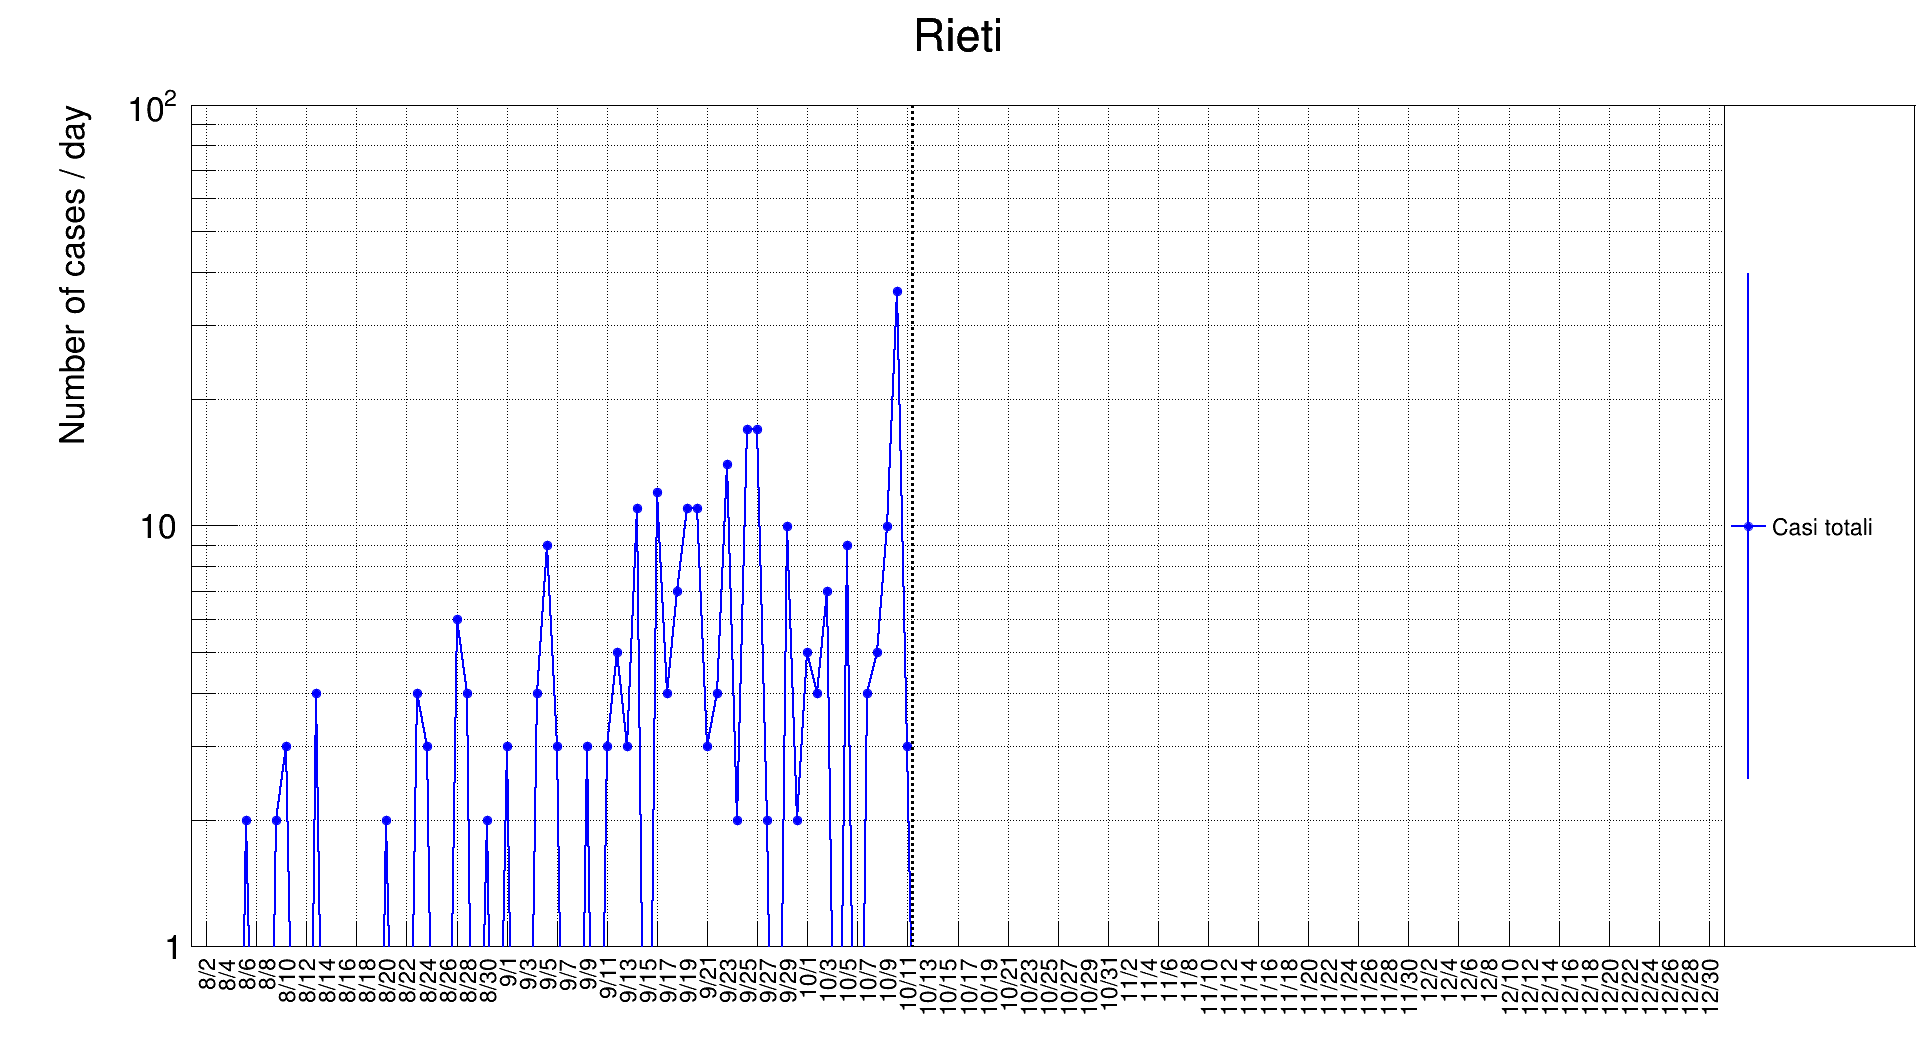 Rieti
Number of cases / day
10²
10
1
8/2 8/4 8/6 8/8 8/10 8/12 8/14 8/16 8/18 8/20 8/22 8/24 8/26 8/28 8/30 9/1 9/3 9/5 9/7 9/9 9/11 9/13 9/15 9/17 9/19 9/21 9/23 9/25 9/27 9/29 10/1 10/3 10/5 10/7 10/9 10/11 10/13 10/15 10/17 10/19 10/21 10/23 10/25 10/27 10/29 10/31 11/2 11/4 11/6 11/8 11/10 11/12 11/14 11/16 11/18 11/20 11/22 11/24 11/26 11/28 11/30 12/2 12/4 12/6 12/8 12/10 12/12 12/14 12/16 12/18 12/20 12/22 12/24 12/26 12/28 12/30
Casi totali